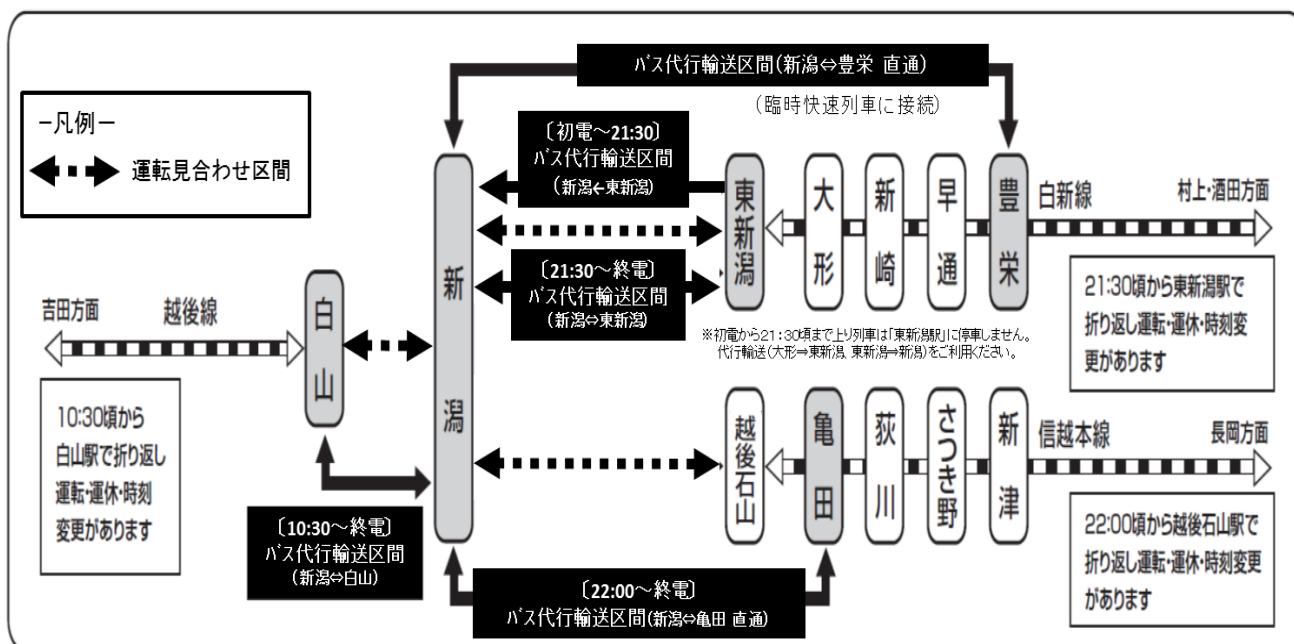 バス代行輸送区間(新潟⇔豊栄 直通)
(臨時快速列車に接続)
−凡例−
運転見合わせ区間
〔初電～21:30〕
バス代行輸送区間
(新潟←東新潟)
新潟
東新潟
大形
新崎
早通
豊栄
白新線
村上・酒田方面
〔21:30～終電〕
バス代行輸送区間
(新潟⇔東新潟)
21:30頃から東新潟駅で
折り返し運転・運休・時刻変
更があります
※初電から21:30頃まで上り列車は「東新潟駅」に停車しません。
代行輸送(大形⇒東新潟、東新潟⇒新潟)をご利用ください。
吉田方面
越後線
白山
10:30頃から
白山駅で折り返し
運転・運休・時刻
変更があります
〔10:30～終電〕
バス代行輸送区間
(新潟⇔白山)
越後石山
亀田
荻川
さつき野
新津
信越本線
長岡方面
22:00頃から越後石山駅で
折り返し運転・運休・時刻変更
があります
〔22:00～終電〕
バス代行輸送区間(新潟⇔亀田 直通)